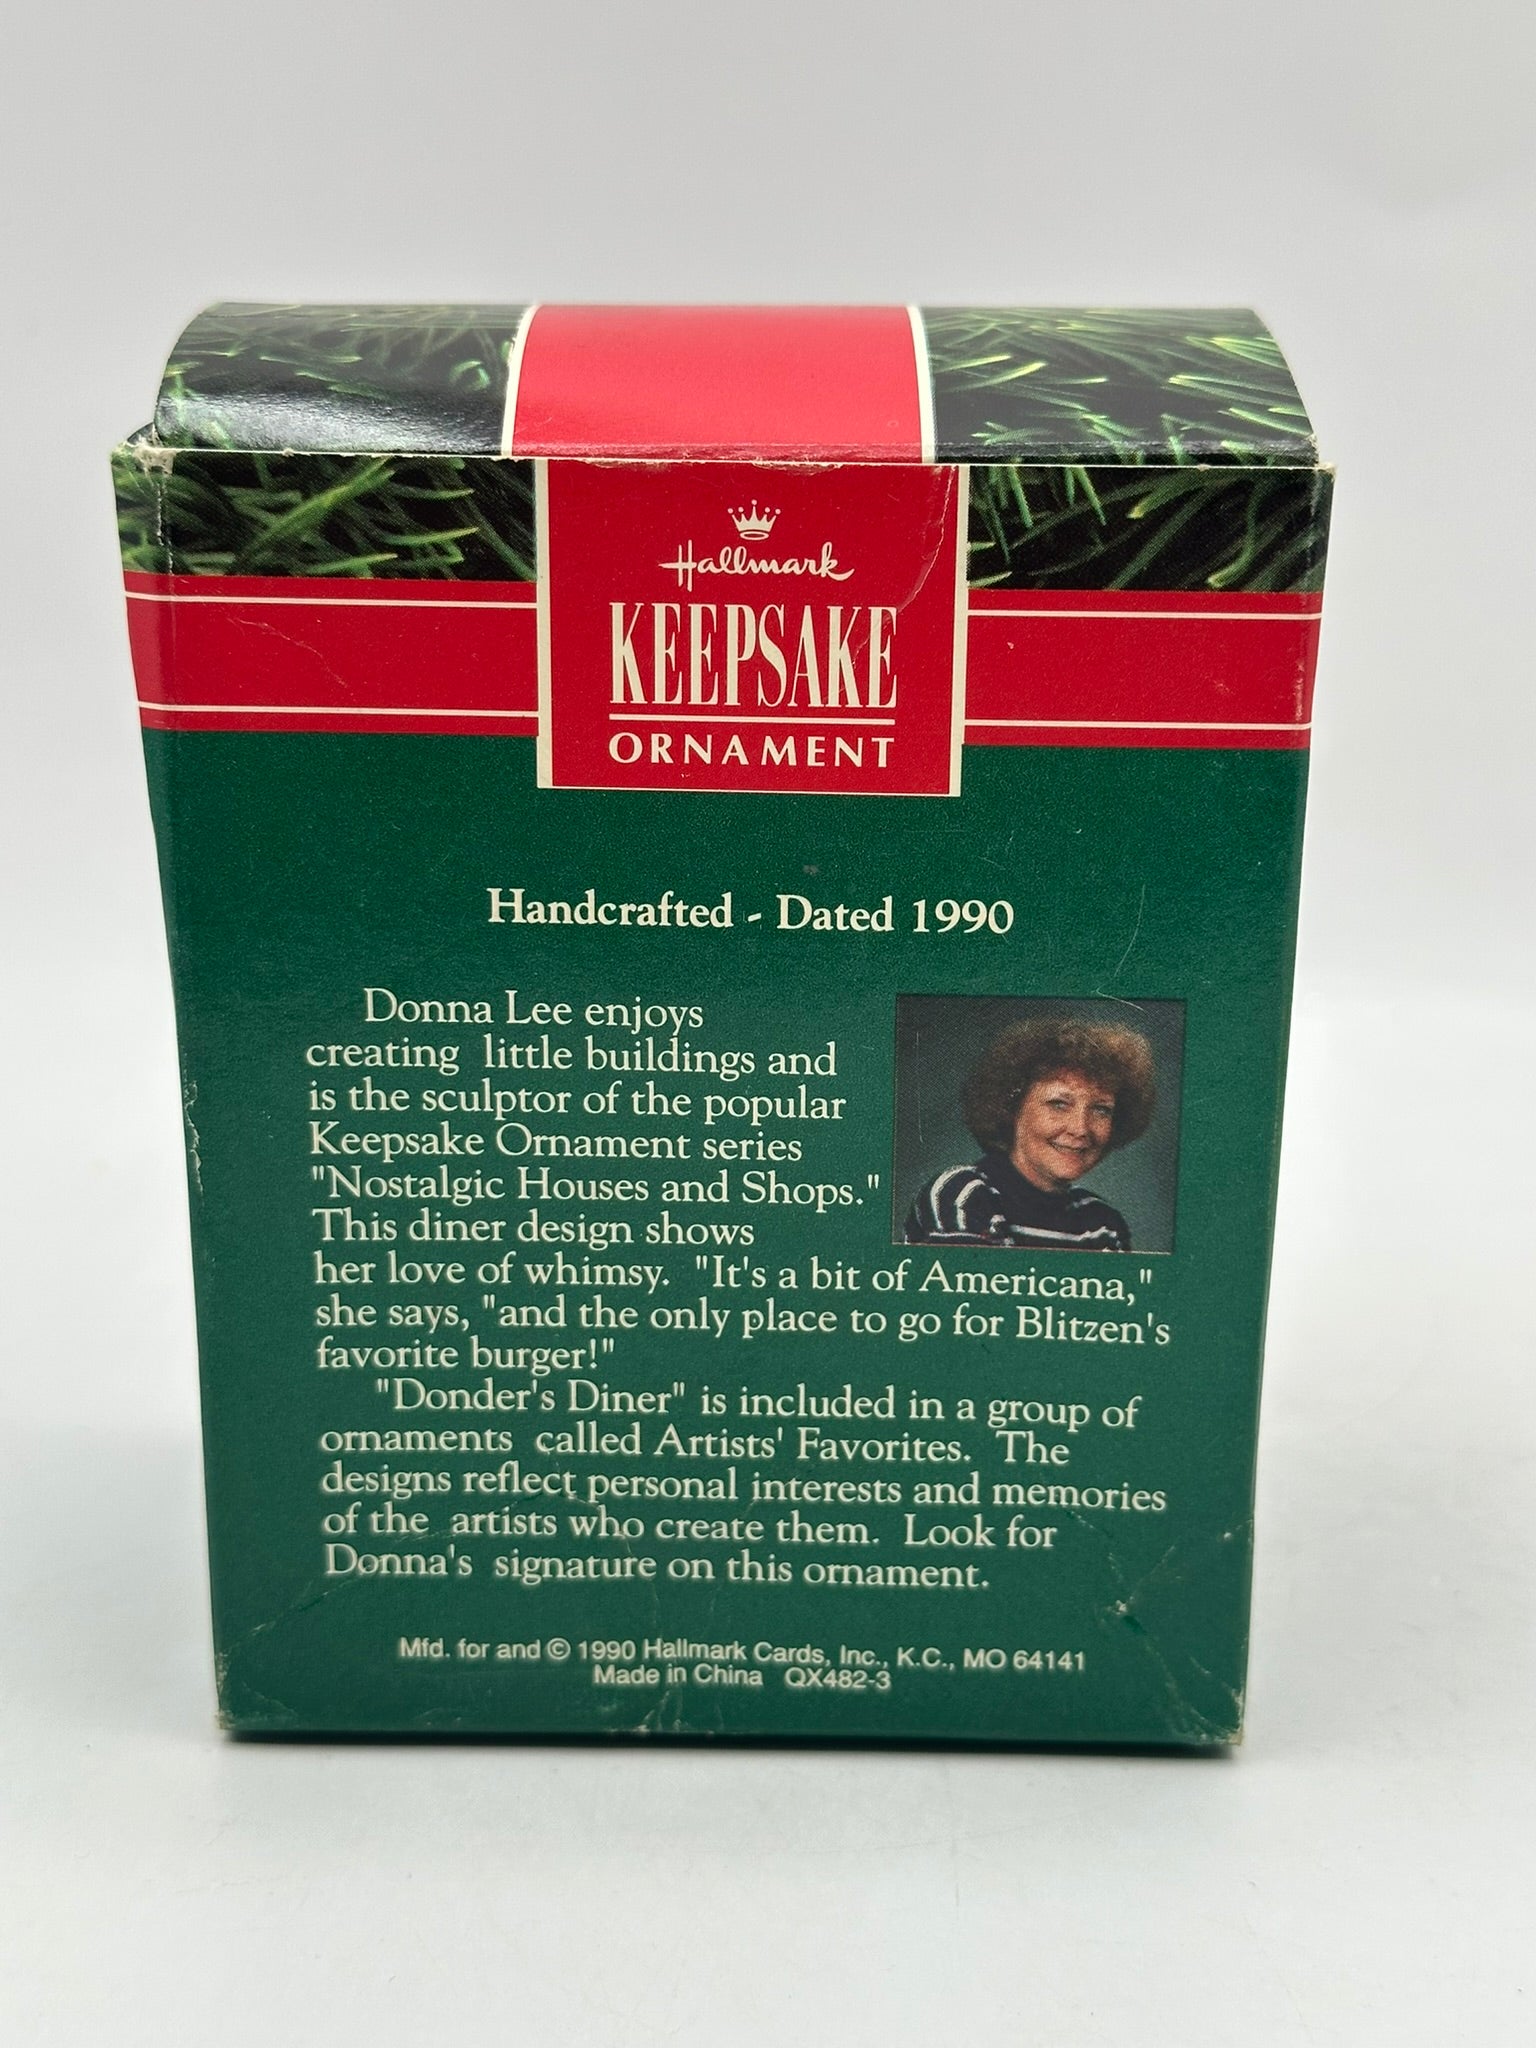 Hallmark
KEEPSAKE
ORNAMENT
Handcrafted - Dated 1990
Donna Lee enjoys
creating little buildings and
is the sculptor of the popular
Keepsake Ornament series
"Nostalgic Houses and Shops."
This diner design shows
her love of whimsy. "It's a bit of Americana,"
she says, "and the only place to go for Blitzen's
favorite burger!"
"Donder's Diner" is included in a group of
ornaments called Artists' Favorites. The
designs reflect personal interests and memories
of the artists who create them. Look for
Donna's signature on this ornament.
Mfd. for and © 1990 Hallmark Cards, Inc., K.C., MO 64141
Made in China QX482-3